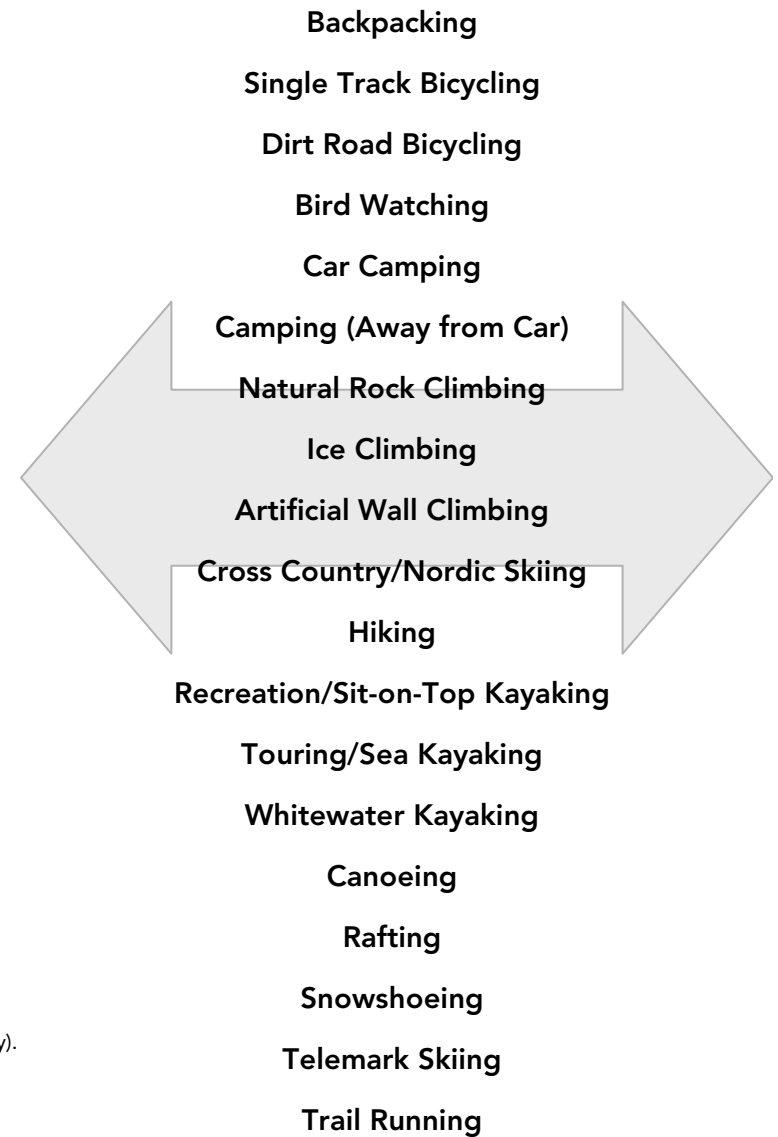 Backpacking
Single Track Bicycling
Dirt Road Bicycling
Bird Watching
Car Camping
Camping (Away from Car)
Natural Rock Climbing
Ice Climbing
Artificial Wall Climbing
Cross Country/Nordic Skiing
Hiking
Recreation/Sit-on-Top Kayaking
Touring/Sea Kayaking
Whitewater Kayaking
Canoeing
Rafting
Snowshoeing
y).
Telemark Skiing
Trail Running